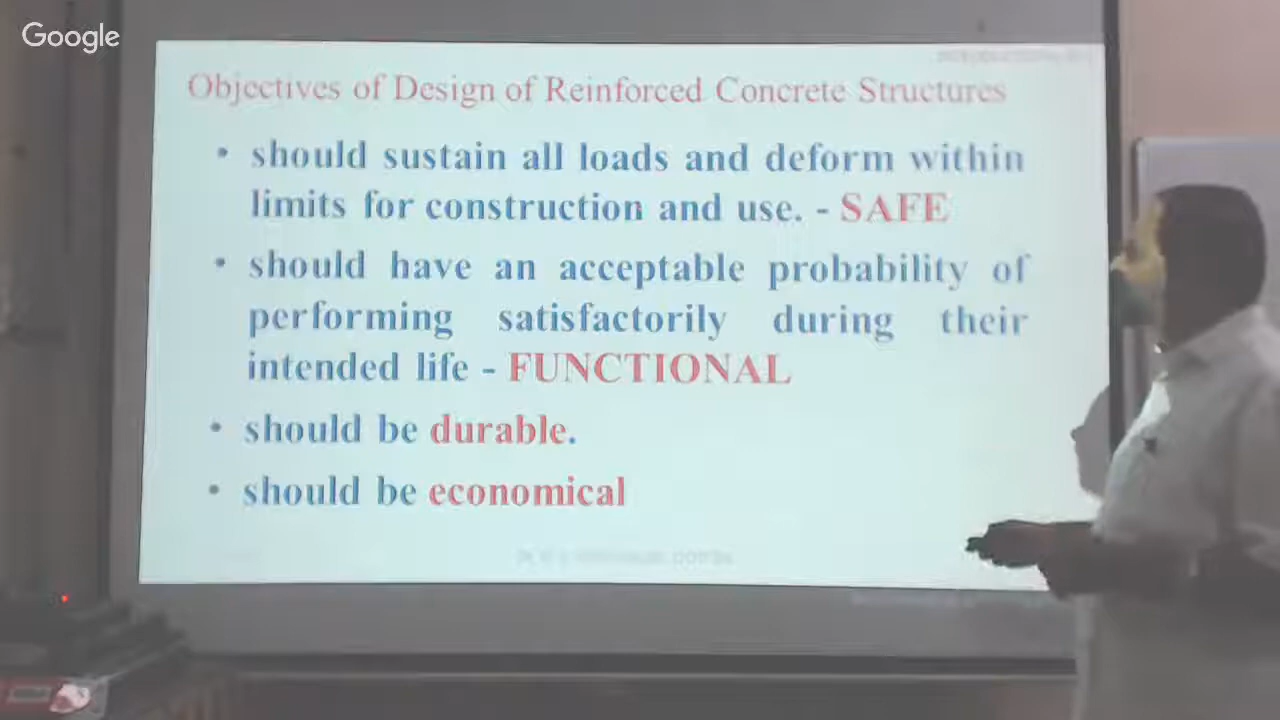 Google
Objectives of Design of Reinforced Concrete Structures
• should sustain all loads and deform within
limits for construction and use. - SAFE
• should have an acceptable probability of
performing satisfactorily during their
intended life - FUNCTIONAL
• should be durable.
• should be economical